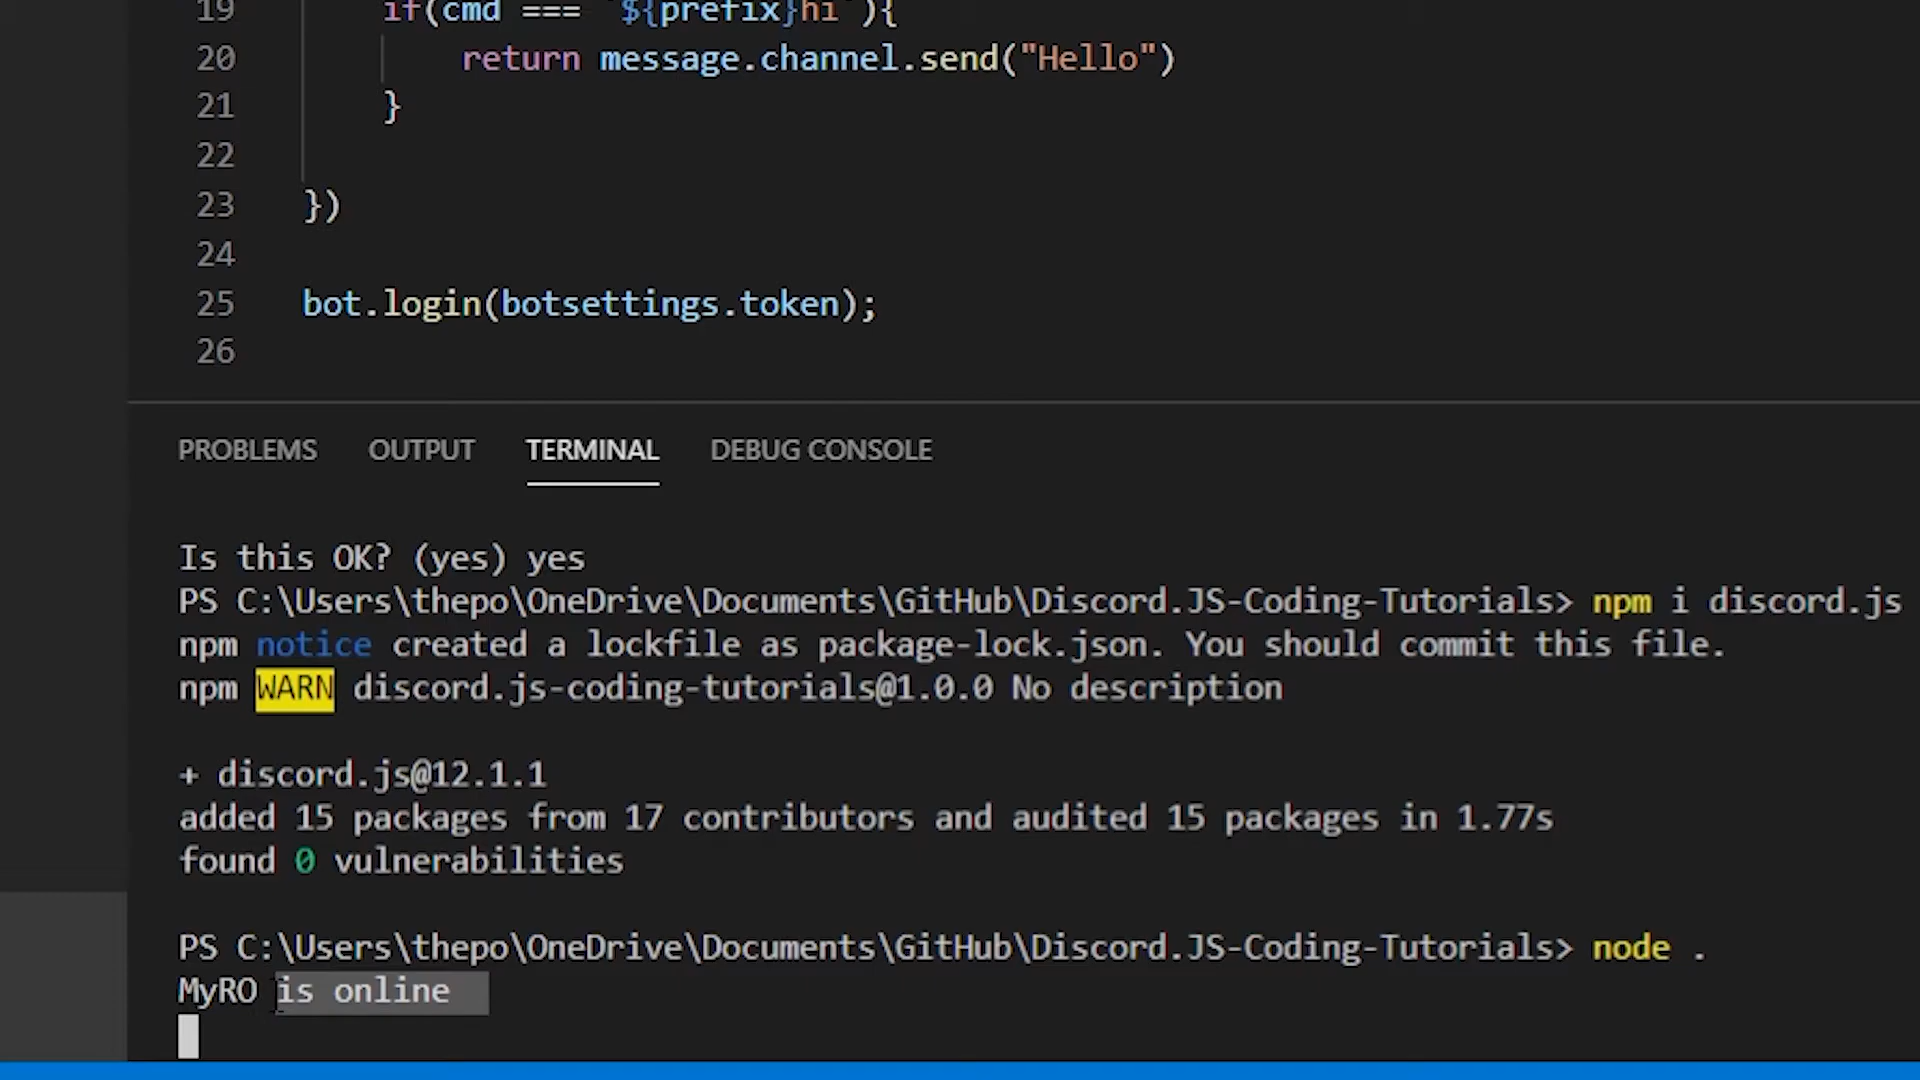 19 if(cmd === `${prefix}hi`){
20 return message.channel.send("Hello")
21 }
22
23 })
24
25 bot.login(botsettings.token);
26
PROBLEMS OUTPUT TERMINAL DEBUG CONSOLE
Is this OK? (yes) yes
PS C:\Users\thepo\OneDrive\Documents\GitHub\Discord.JS-Coding-Tutorials> npm i discord.js
npm notice created a lockfile as package-lock.json. You should commit this file.
npm WARN discord.js-coding-tutorials@1.0.0 No description
+ discord.js@12.1.1
added 15 packages from 17 contributors and audited 15 packages in 1.77s
found 0 vulnerabilities
PS C:\Users\thepo\OneDrive\Documents\GitHub\Discord.JS-Coding-Tutorials> node .
MyRO is online